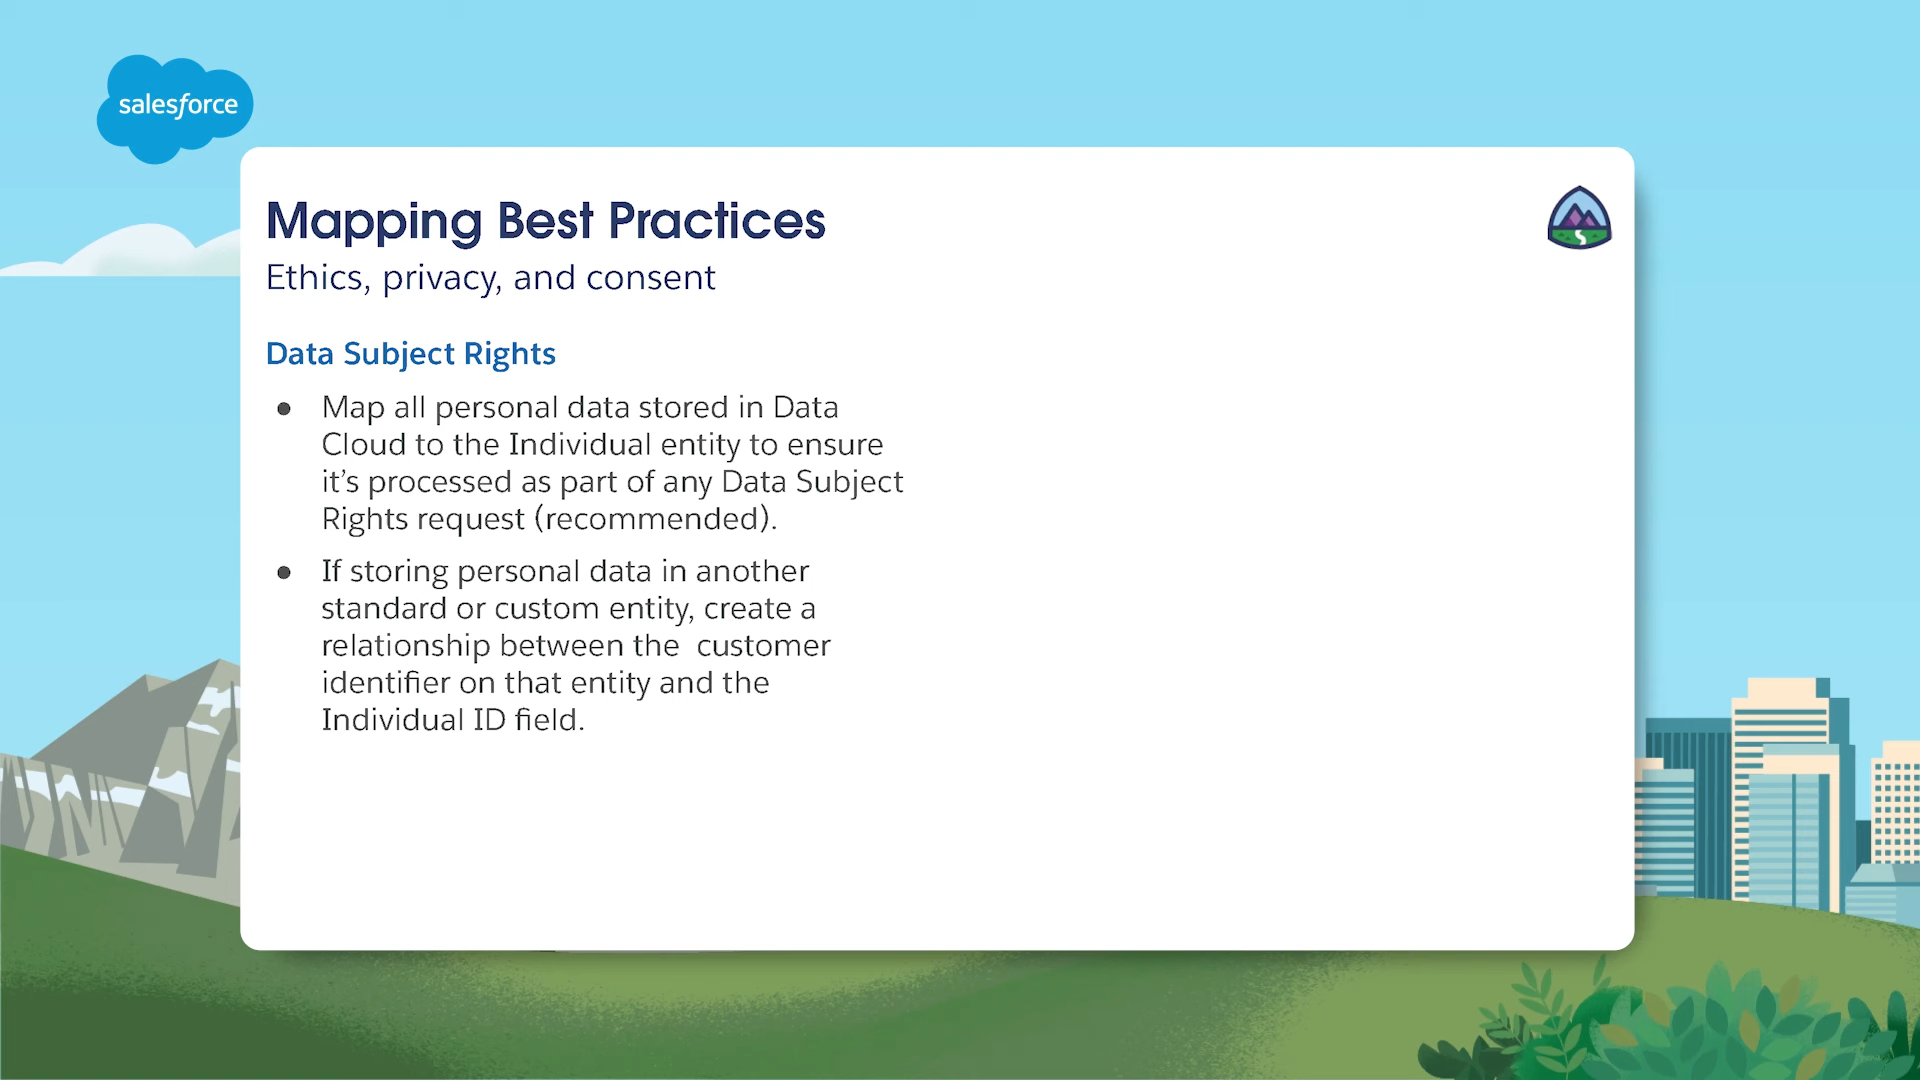 salesforce
Mapping Best Practices
Ethics, privacy, and consent
Data Subject Rights
● Map all personal data stored in Data
Cloud to the Individual entity to ensure
it’s processed as part of any Data Subject
Rights request (recommended).
● If storing personal data in another
standard or custom entity, create a
relationship between the  customer
identifier on that entity and the
Individual ID field.